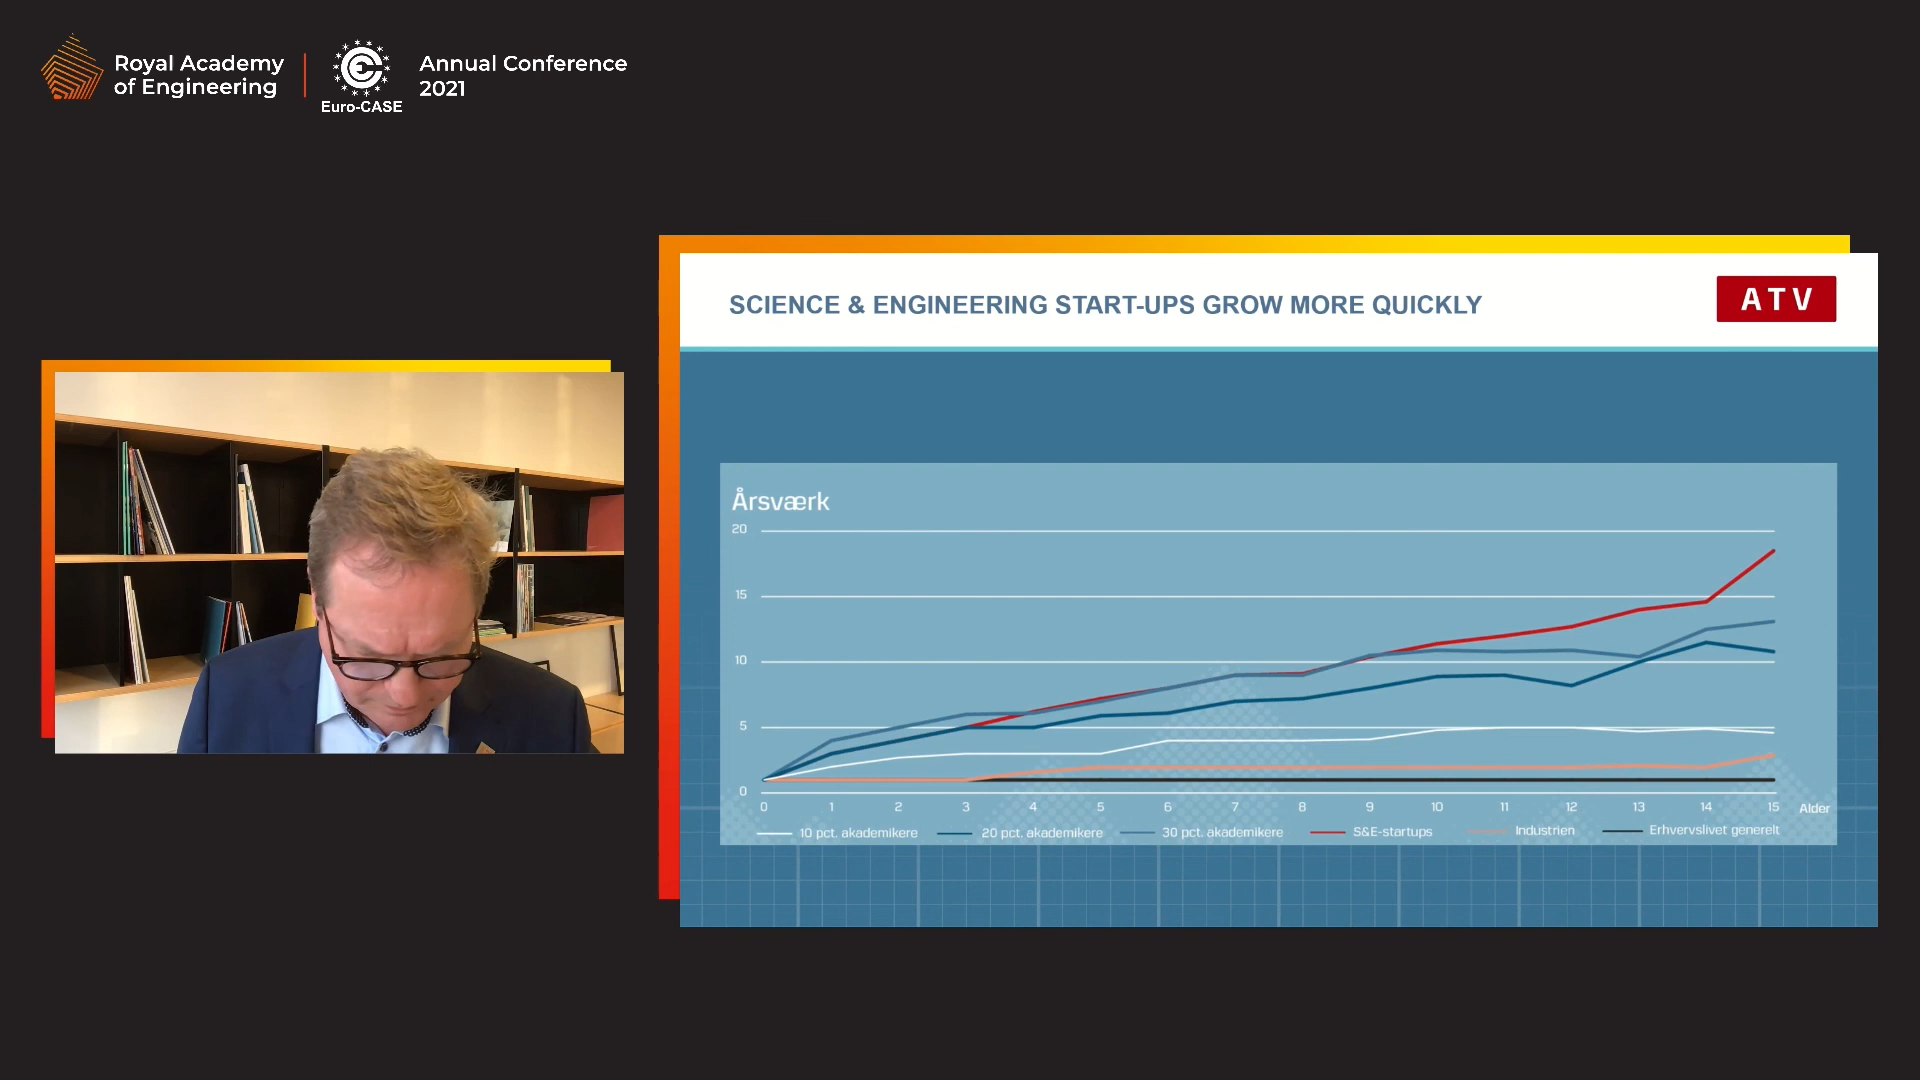 Royal Academy
of Engineering
Euro-CASE
Annual Conference
2021
SCIENCE & ENGINEERING START-UPS GROW MORE QUICKLY
ATV
Årsværk
20
15
10
5
0
0 1 2 3 4 5 6 7 8 9 10 11 12 13 14 15 Alder
10 pct. akademikere 20 pct. akademikere 30 pct. akademikere S&E-startups Industrien Erhvervslivet generelt